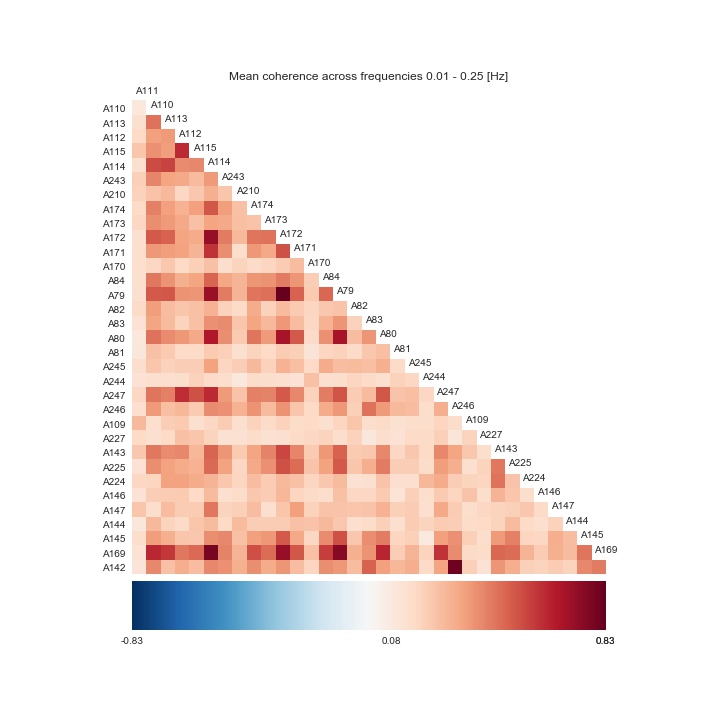 Mean coherence across frequencies 0.01 - 0.25 [Hz]
A111
A110 A110
A113 A113
A112 A112
A115 A115
A114 A114
A243 A243
A210 A210
A174 A174
A173 A173
A172 A172
A171 A171
A170 A170
A84 A84
A79 A79
A82 A82
A83 A83
A80 A80
A81 A81
A245 A245
A244 A244
A247 A247
A246 A246
A109 A109
A227 A227
A143 A143
A225 A225
A224 A224
A146 A146
A147 A147
A144 A144
A145 A145
A169 A169
A142
-0.83 0.08 0.83